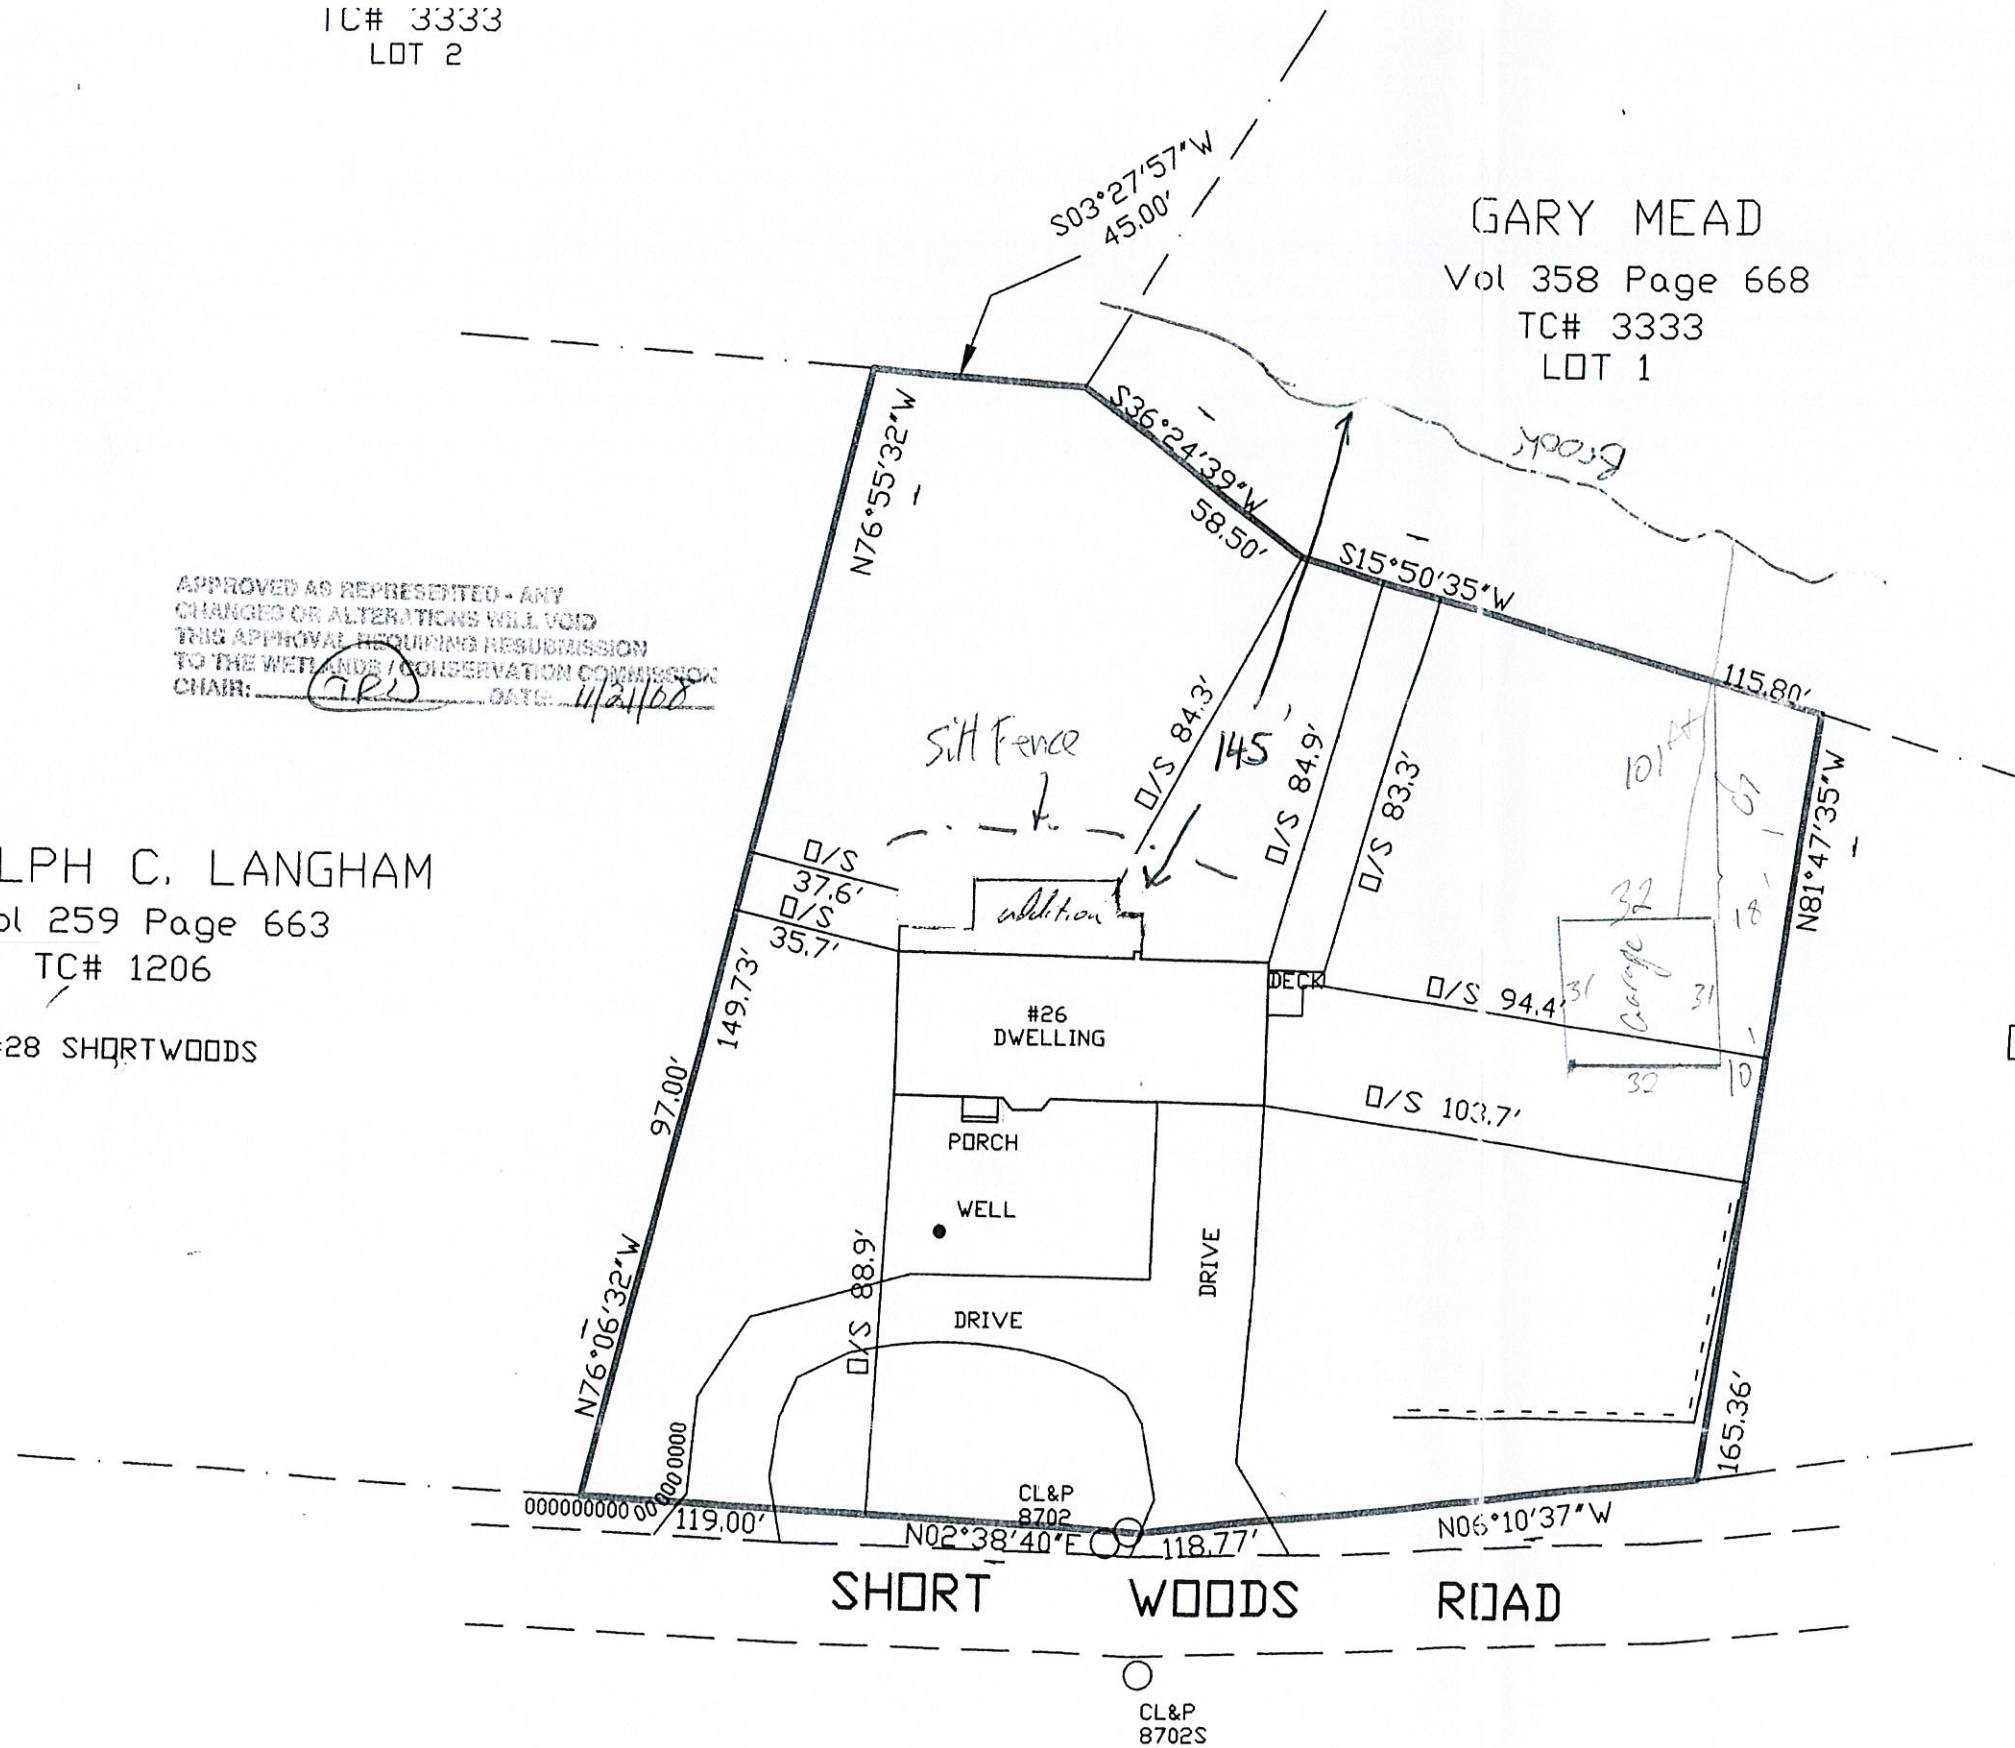 TC# 3333
LOT 2
S03°27'57"W
45.00'
GARY MEAD
Vol 358 Page 668
TC# 3333
LOT 1
Brook
S36°24'39"W
58.50'
S15°50'35"W
115.80'
N76°55'32"W
149.73'
APPROVED AS REPRESENTED - ANY
CHANGES OR ALTERATIONS WILL VOID
THIS APPROVAL REQUIRING RESUBMISSION
TO THE WETLANDS / CONSERVATION COMMISSION
CHAIR: DATE: 11/21/08
Silt Fence
O/S 84.3'
145'
O/S 84.9'
O/S 83.3'
101'
67
18'
N81°47'35"W
165.36'
LPH C. LANGHAM
ol 259 Page 663
TC# 1206
28 SHORTWOODS
O/S
37.6'
O/S
35.7'
addition
DECK
#26
DWELLING
O/S 94.4'
32
31
Garage
31
32
10
O/S 103.7'
PORCH
WELL
97.00'
N76°06'32"W
O/S 88.9'
DRIVE
DRIVE
CL&P
8702
119.00'
N02°38'40"E
118.77'
N06°10'37"W
SHORT WOODS ROAD
CL&P
8702S